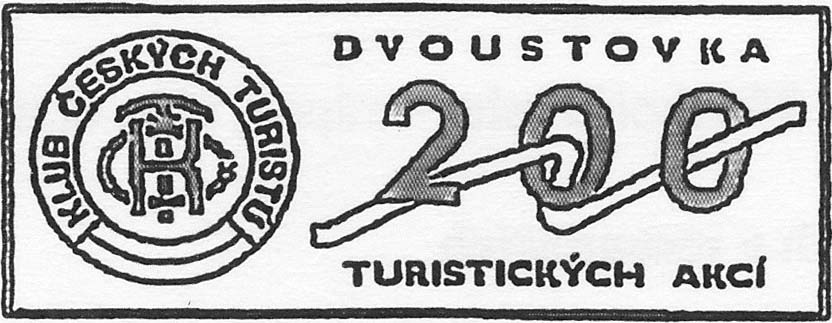 KLUB ČESKÝCH TURISTŮ
DVOUSTOVKA
200
TURISTICKÝCH AKCÍ